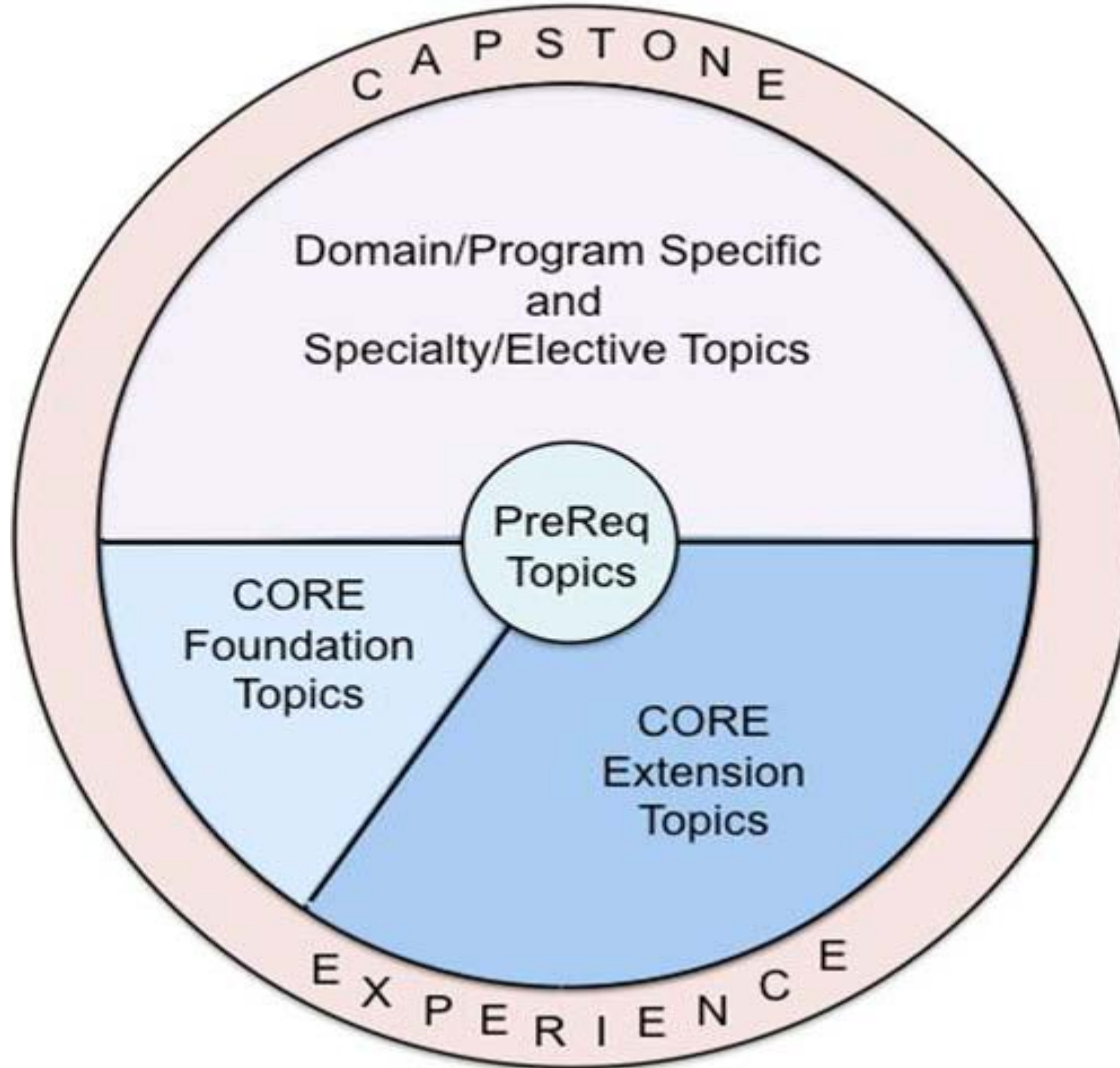 CAPSTONE
Domain/Program Specific
and
Specialty/Elective Topics
PreReq
Topics
CORE
Foundation
Topics
CORE
Extension
Topics
EXPERIENCE